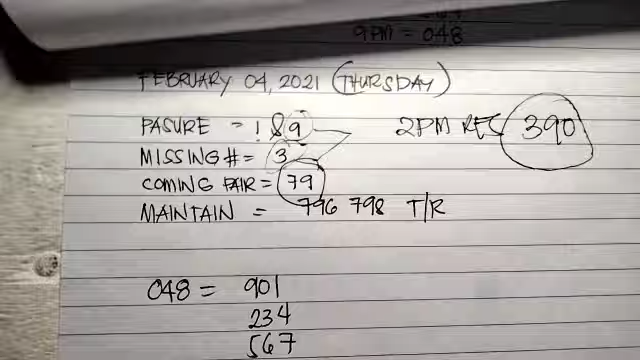 9PM = 048
FEBRUARY 04, 2021 (THURSDAY)
PASURE = 1 & 9 2PM RES 390
MISSING # = 3
COMING PAIR = 79
MAINTAIN = 796 798 T/R
048 = 901
234
567